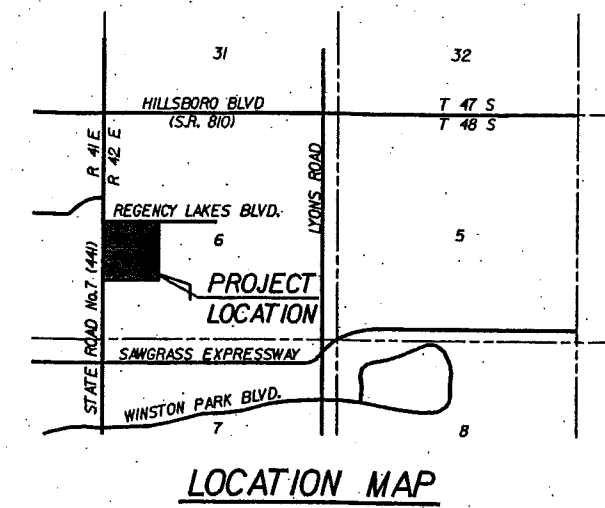 31
32
HILLSBORO BLVD
(S.R. 810)
T 47 S
T 48 S
R 41 E
R 42 E
LYONS ROAD
REGENCY LAKES BLVD.
6
5
PROJECT
LOCATION
STATE ROAD No.7 (441)
SAWGRASS EXPRESSWAY
WINSTON PARK BLVD.
7
8
LOCATION MAP